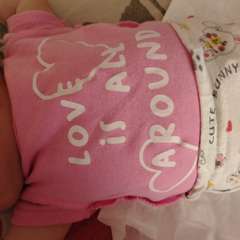 LOVE
is ALL
AROUND
CUTE BUNNY